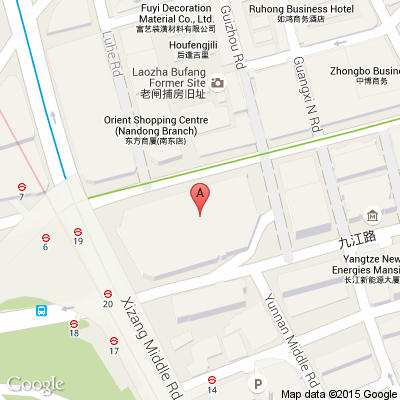 Fuyi Decoration
Material Co., Ltd.
富艺装潢材料有限公司
Ruhong Business Hotel
如鸿商务酒店
Guizhou Rd
Luhe Rd
Houfengjili
后逢吉里
Guangxi N Rd
Zhongbo Busine
中博商务
Laozha Bufang
Former Site
老闸捕房旧址
Orient Shopping Centre
(Nandong Branch)
东方商厦(南东店)
7
A
6
19
九江路
Yangtze New
Energies Mansi
长江新能源大厦
20
18
17
Xizang Middle Rd
Yunnan Middle Rd
14
P
Google
Map data ©2015 Google